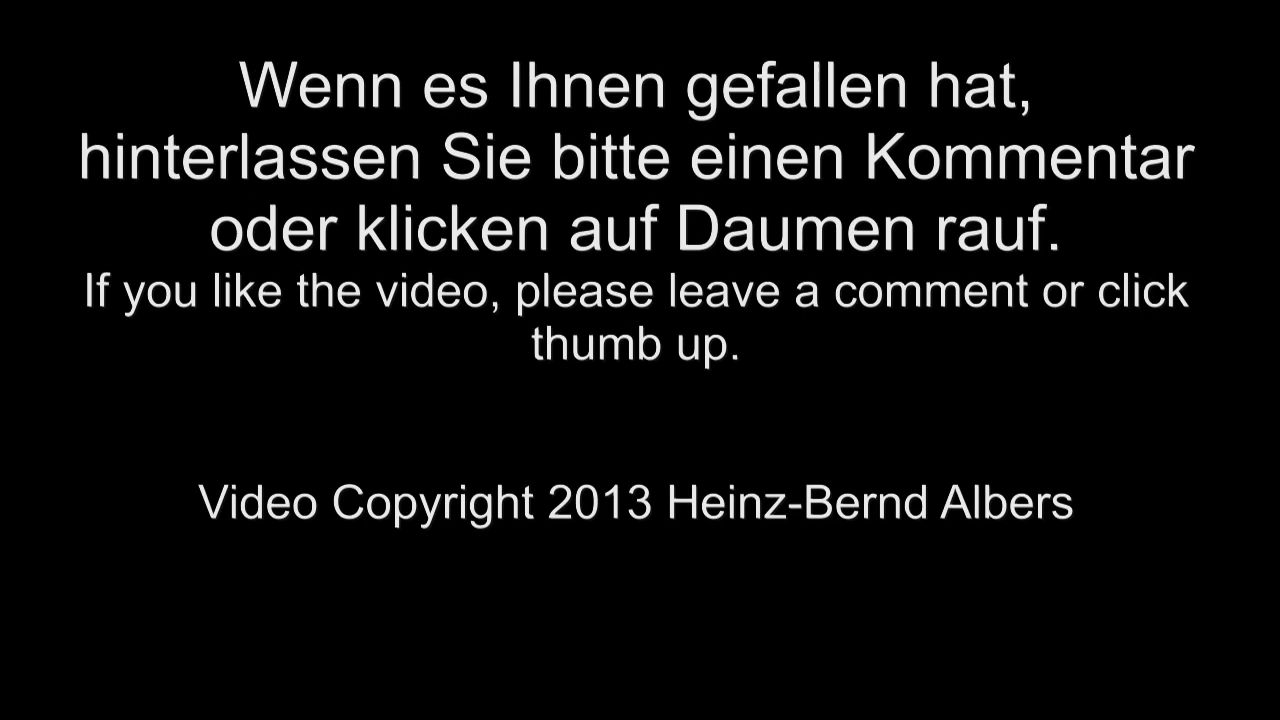 Wenn es Ihnen gefallen hat,
hinterlassen Sie bitte einen Kommentar
oder klicken auf Daumen rauf.
If you like the video, please leave a comment or click
thumb up.
Video Copyright 2013 Heinz-Bernd Albers